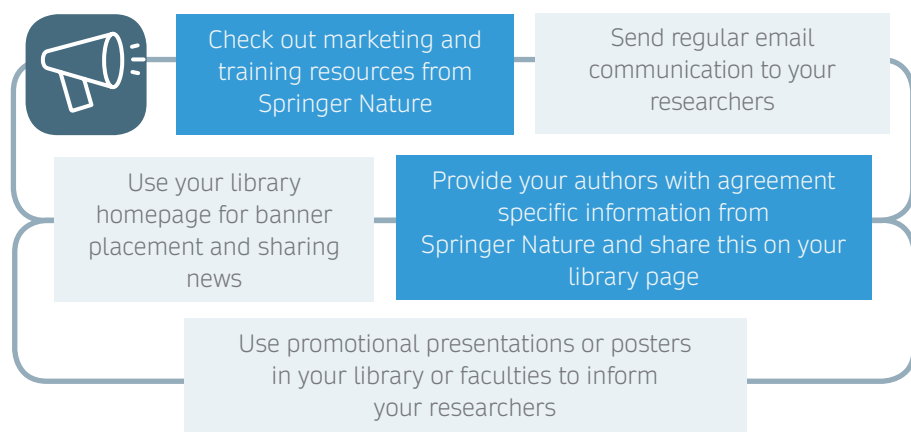 Check out marketing and
training resources from
Springer Nature
Send regular email
communication to your
researchers
Use your library
homepage for banner
placement and sharing
news
Provide your authors with agreement
specific information from
Springer Nature and share this on your
library page
Use promotional presentations or posters
in your library or faculties to inform
your researchers